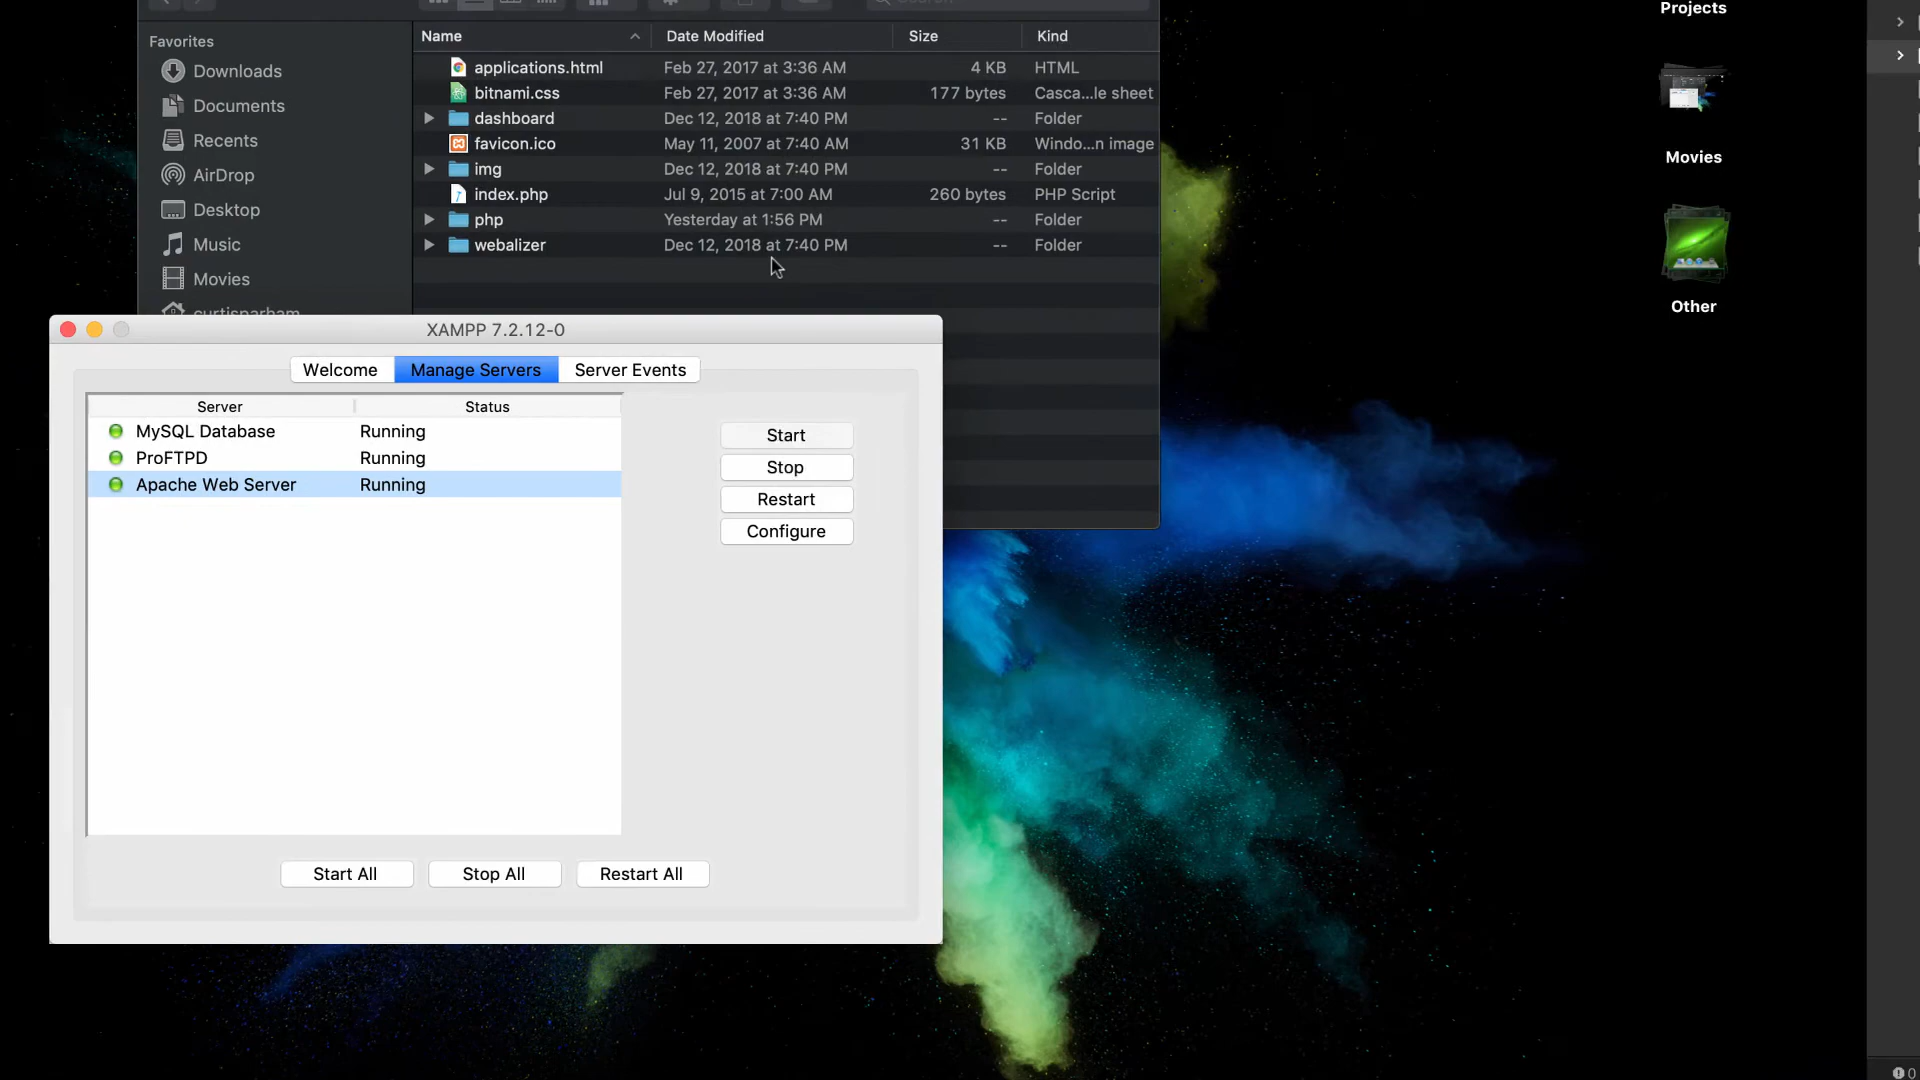 Projects
Movies
Other
Favorites
Downloads
Documents
Recents
AirDrop
Desktop
Music
Movies
curtisparham
Name Date Modified Size Kind
applications.html Feb 27, 2017 at 3:36 AM 4 KB HTML
bitnami.css Feb 27, 2017 at 3:36 AM 177 bytes Casca...le sheet
dashboard Dec 12, 2018 at 7:40 PM -- Folder
favicon.ico May 11, 2007 at 7:40 AM 31 KB Windo...n image
img Dec 12, 2018 at 7:40 PM -- Folder
index.php Jul 9, 2015 at 7:00 AM 260 bytes PHP Script
php Yesterday at 1:56 PM -- Folder
webalizer Dec 12, 2018 at 7:40 PM -- Folder
XAMPP 7.2.12-0
Welcome Manage Servers Server Events
Server Status
MySQL Database Running
ProFTPD Running
Apache Web Server Running
Start
Stop
Restart
Configure
Start All Stop All Restart All
0